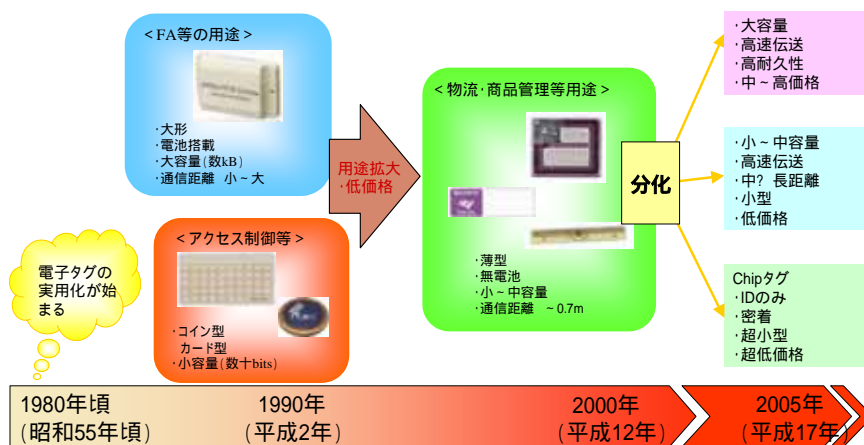 <FA等の用途>
･大形
･電池搭載
･大容量(数kB)
･通信距離 小~大
<アクセス制御等>
･コイン型
カード型
･小容量(数十bits)
電子タグの
実用化が始
まる
用途拡大
･低価格
<物流･商品管理等用途>
･薄型
･無電池
･小~中容量
･通信距離 ~0.7m
分化
･大容量
･高速伝送
･高耐久性
･中~高価格
･小~中容量
･高速伝送
･中? 長距離
･小型
･低価格
Chipタグ
･IDのみ
･密着
･超小型
･超低価格
1980年頃
(昭和55年頃)
1990年
(平成2年)
2000年
(平成12年)
2005年
(平成17年)